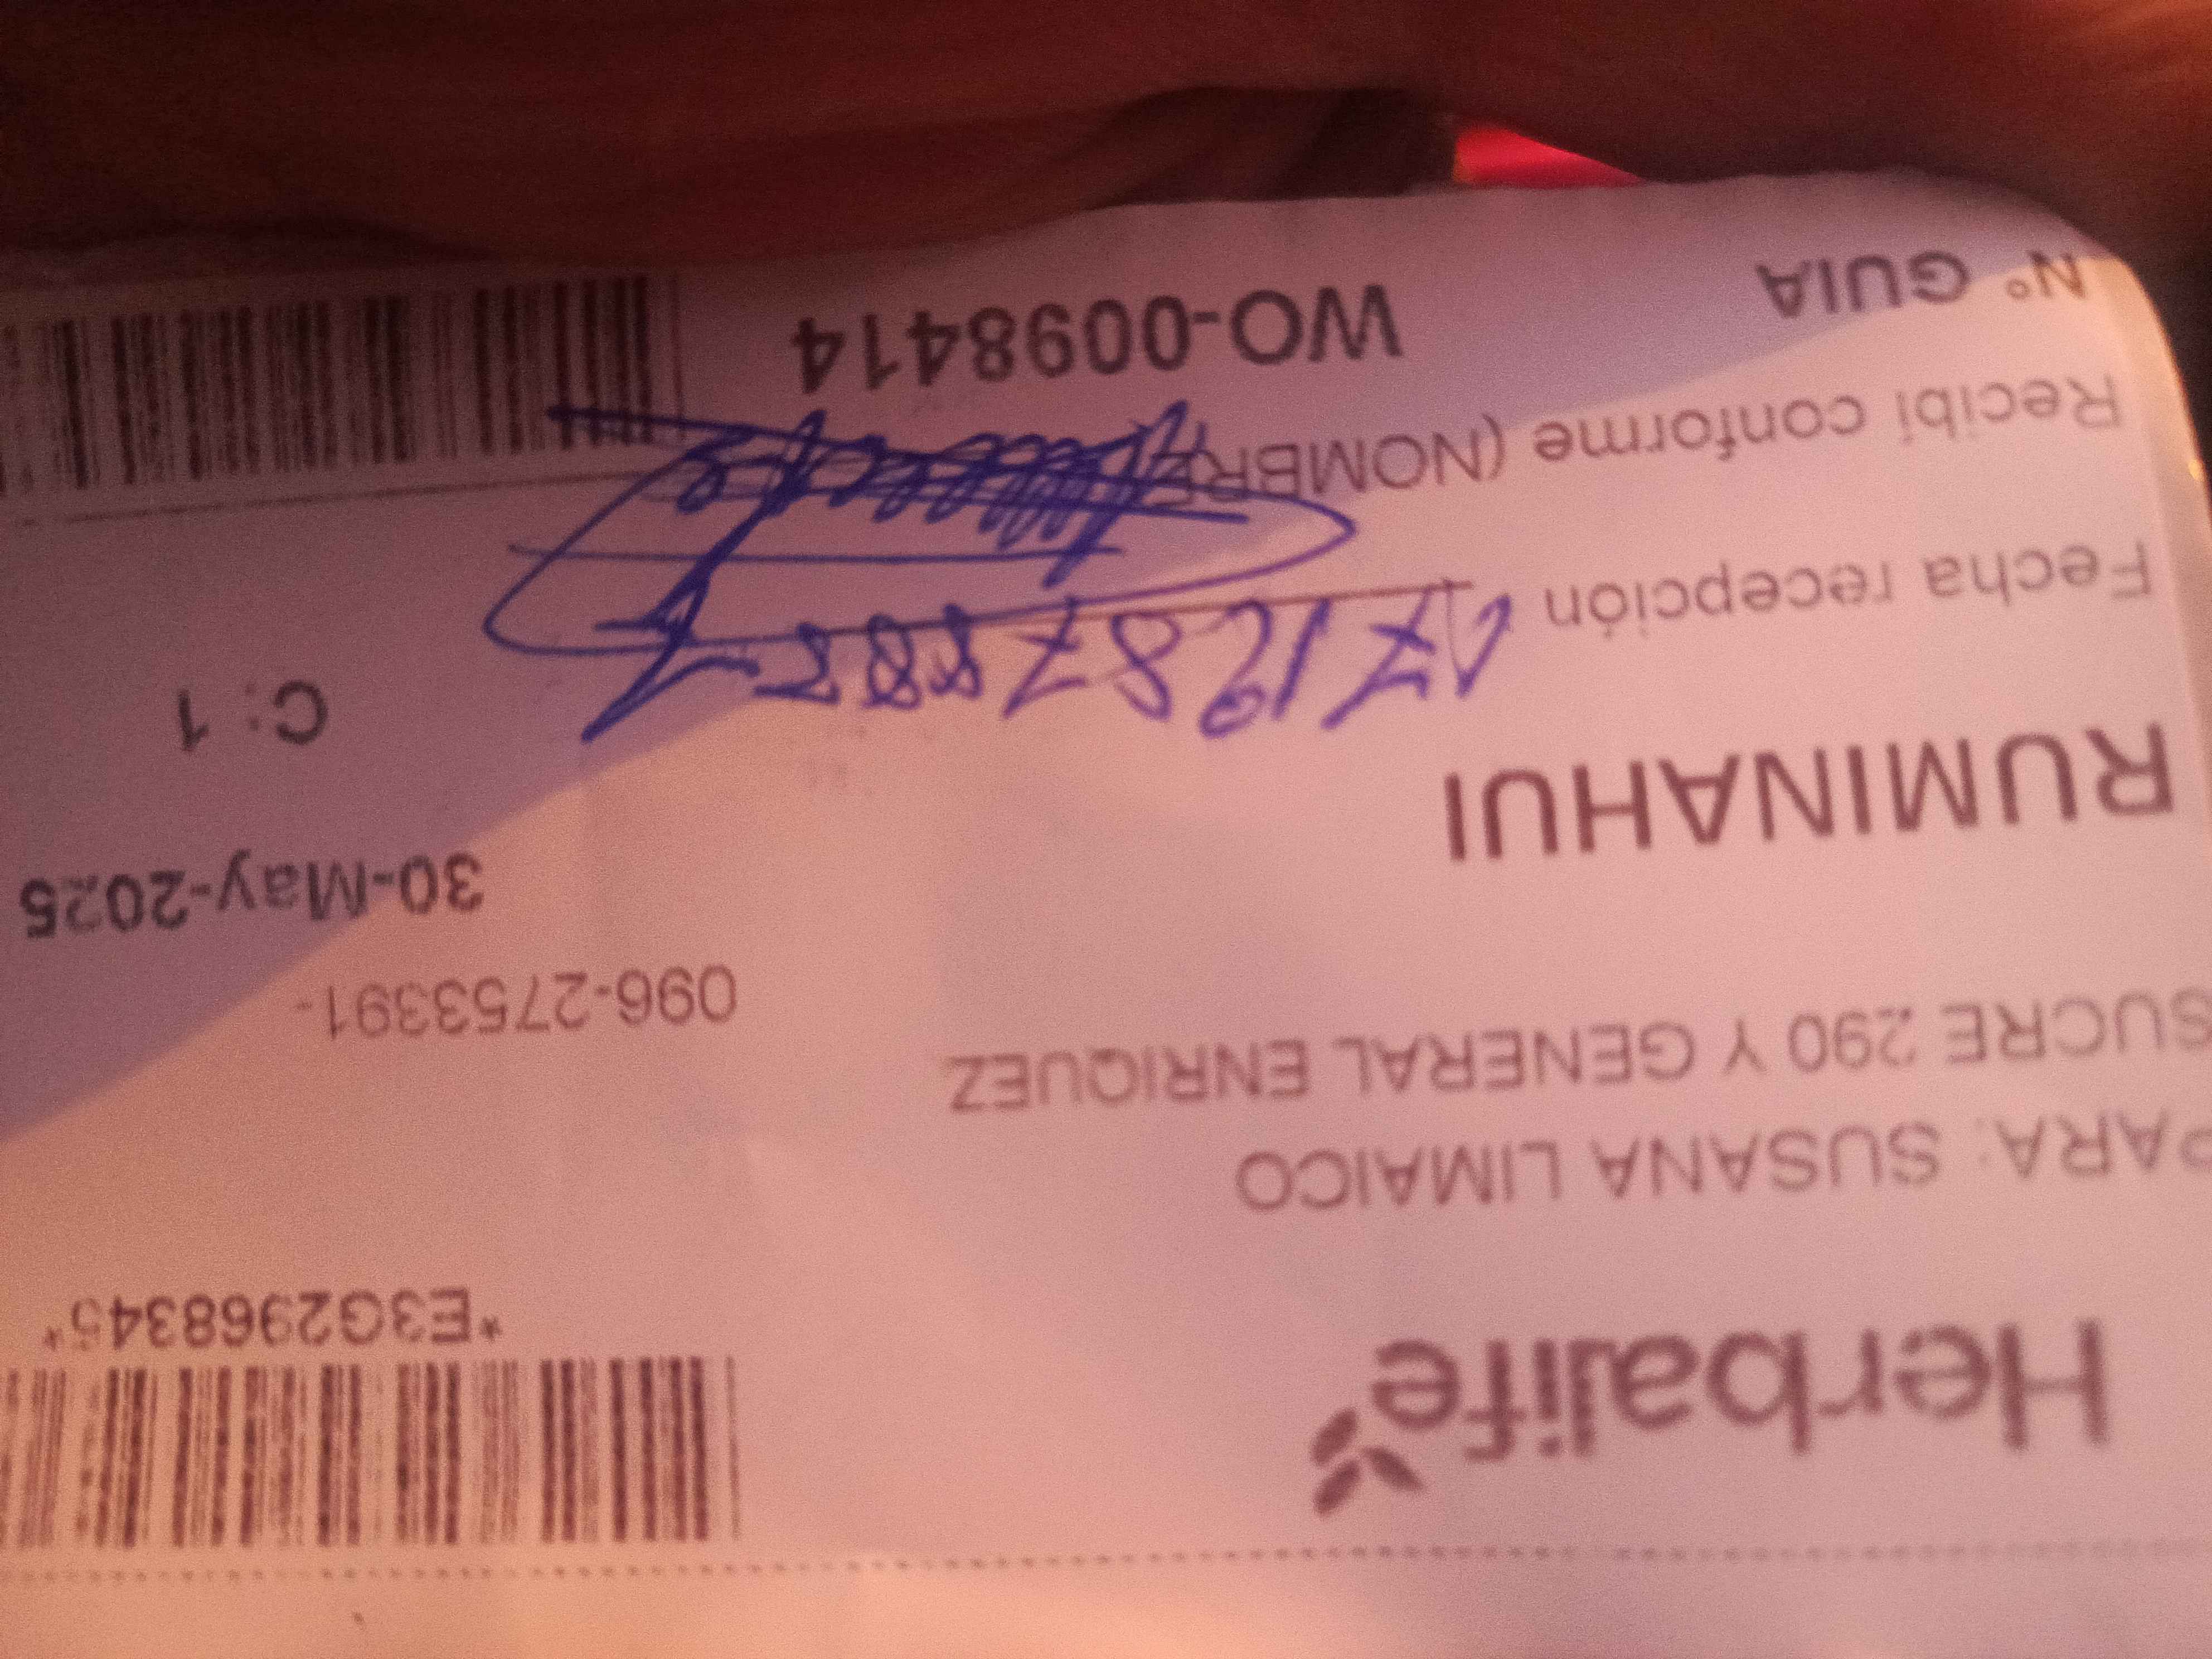 Herbalife
*E3G2968345*
PARA: SUSANA LIMAICO
SUCRE 290 Y GENERAL ENRIQUEZ
096-2753391-
30-May-2025
RUMINAHUI
C: 1
Fecha recepción
Recibí conforme (NOMBRE
N° GUIA WO-0098414